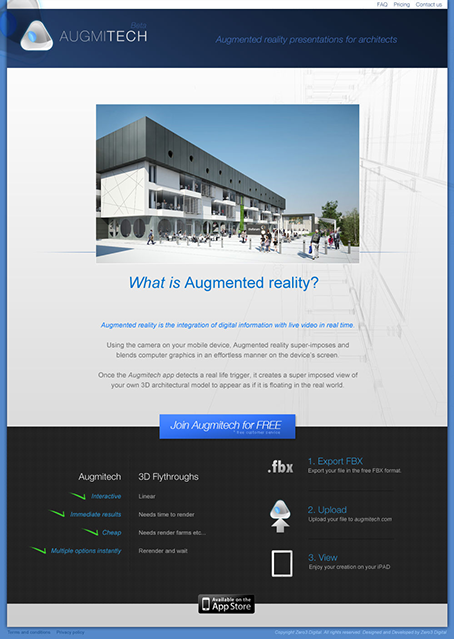 FAQ Pricing Contact us
Beta
AUGMITECH
Augmented reality presentations for architects
What is Augmented reality?
Augmented reality is the integration of digital information with live video in real time.
Using the camera on your mobile device, Augmented reality super-imposes and
blends computer graphics in an effortless manner on the device's screen.
Once the Augmitech app detects a real life trigger, it creates a super imposed view of
your own 3D architectural model to appear as if it is floating in the real world.
Join Augmitech for FREE
Augmitech 3D Flythroughs
Interactive Linear
Immediate results Needs time to render
Cheap Needs render farms etc...
Multiple options instantly Rerender and wait
.fbx
1. Export FBX
Export your file in the free FBX format.
2. Upload
Upload your file to augmitech.com
3. View
Enjoy your creation on your iPAD
Available on the
App Store
Terms and conditions Privacy policy
Copyright Zero3 Digital. All rights reserved. Designed and Developed by Zero3 Digital.